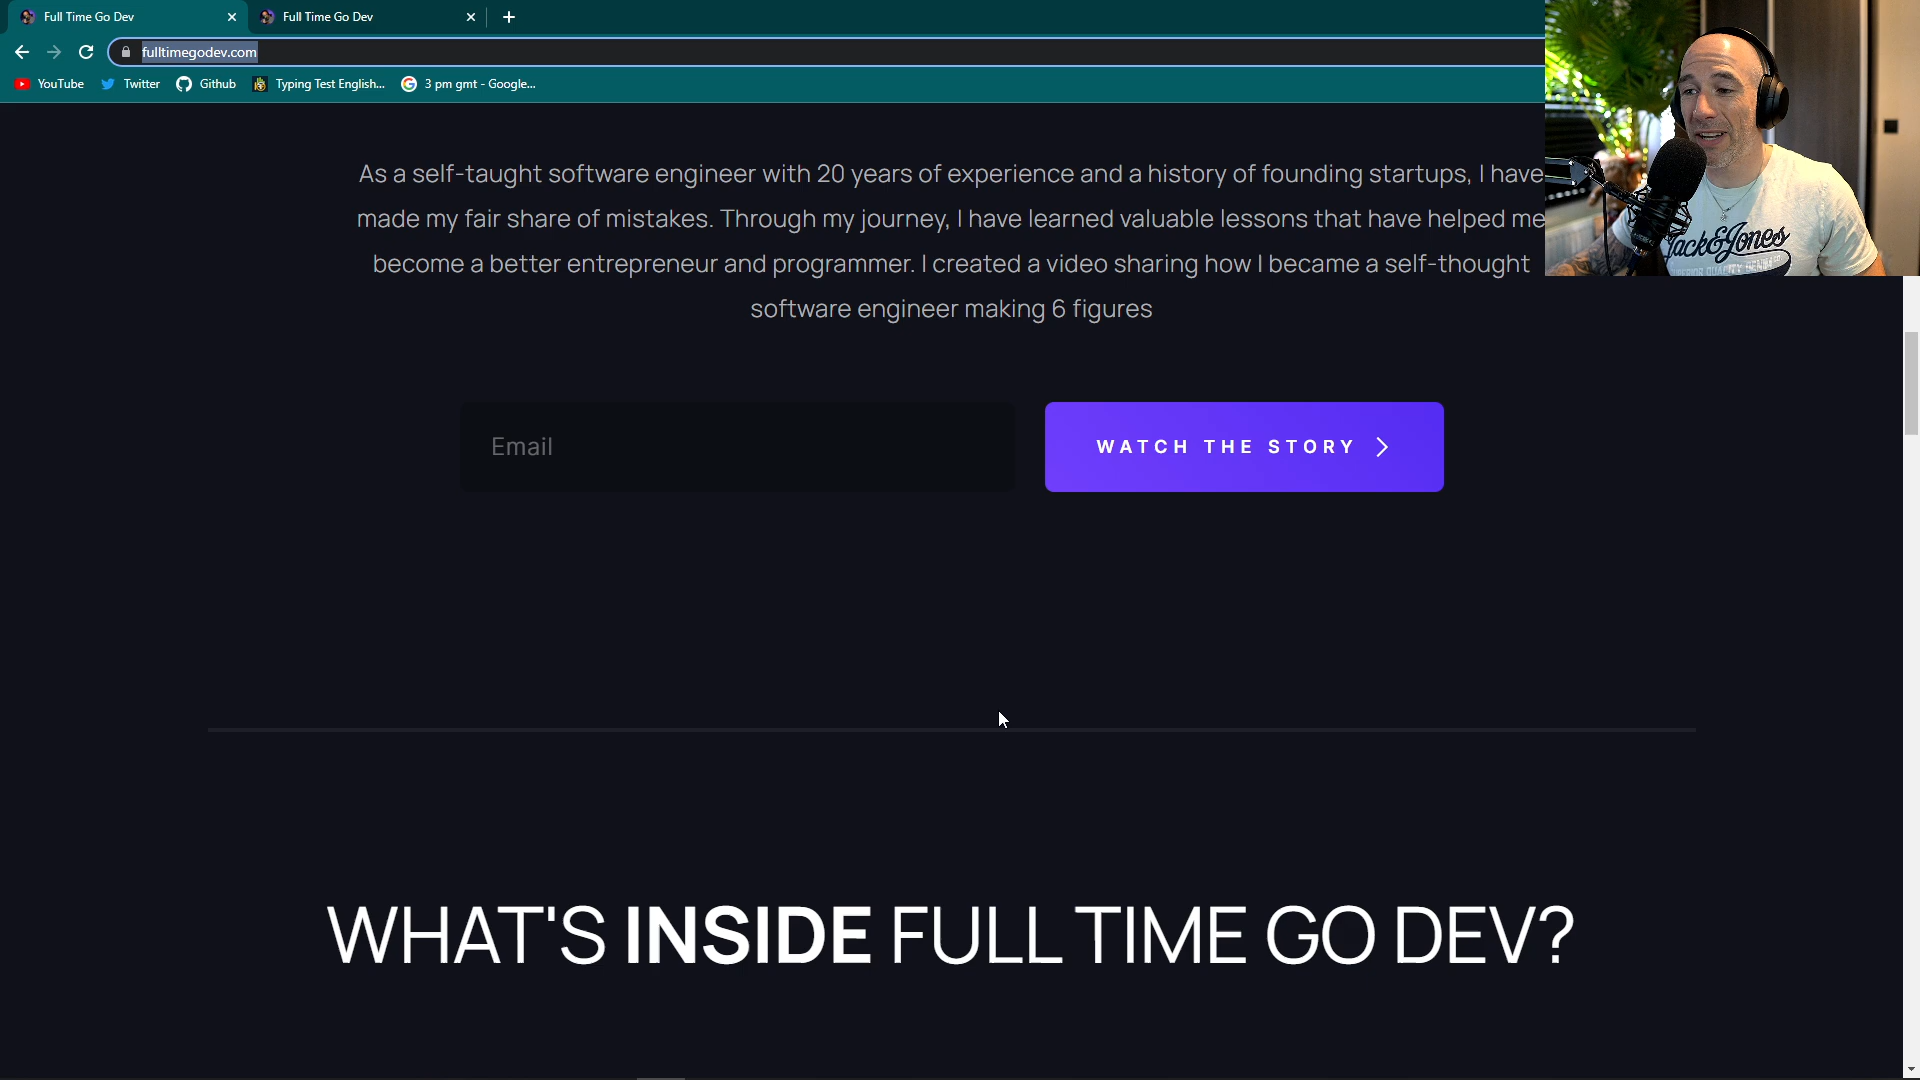 Full Time Go Dev
Full Time Go Dev
fulltimegodev.com
YouTube
Twitter
Github
Typing Test English...
3 pm gmt - Google...
As a self-taught software engineer with 20 years of experience and a history of founding startups, I have
made my fair share of mistakes. Through my journey, I have learned valuable lessons that have helped me
become a better entrepreneur and programmer. I created a video sharing how I became a self-thought
software engineer making 6 figures
Email
WATCH THE STORY
WHAT'S INSIDE FULL TIME GO DEV?
Jack&Jones